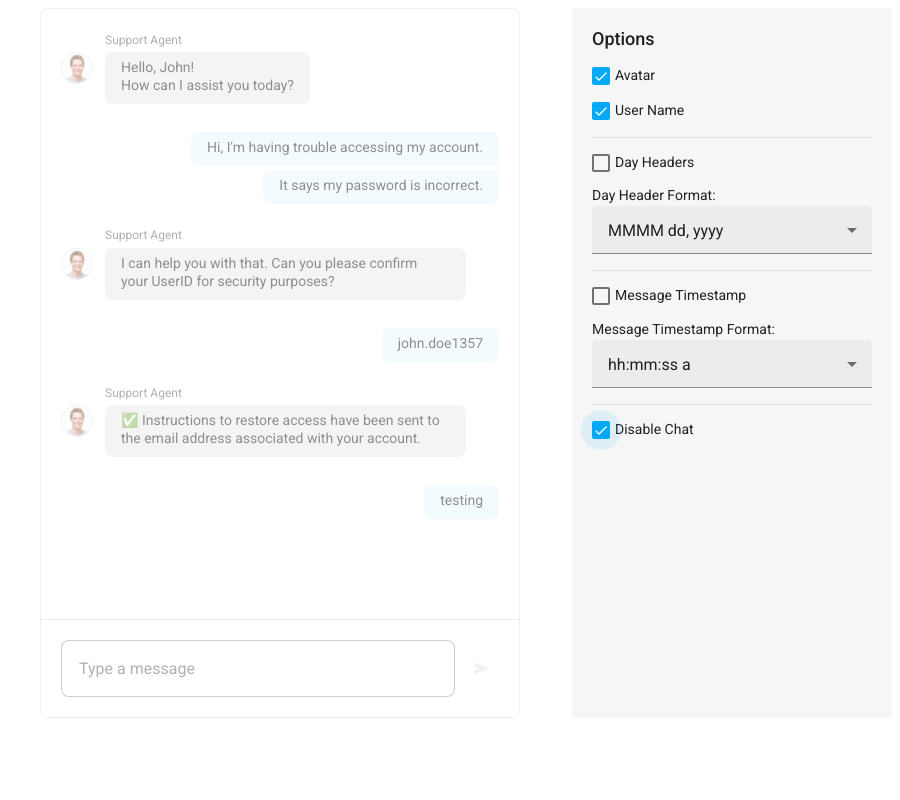 Support Agent
Hello, John!
How can I assist you today?
Hi, I'm having trouble accessing my account.
It says my password is incorrect.
Support Agent
I can help you with that. Can you please confirm
your UserID for security purposes?
john.doe1357
Support Agent
✅ Instructions to restore access have been sent to
the email address associated with your account.
testing
Type a message
Options
Avatar
User Name
Day Headers
Day Header Format:
MMMM dd, yyyy
Message Timestamp
Message Timestamp Format:
hh:mm:ss a
Disable Chat